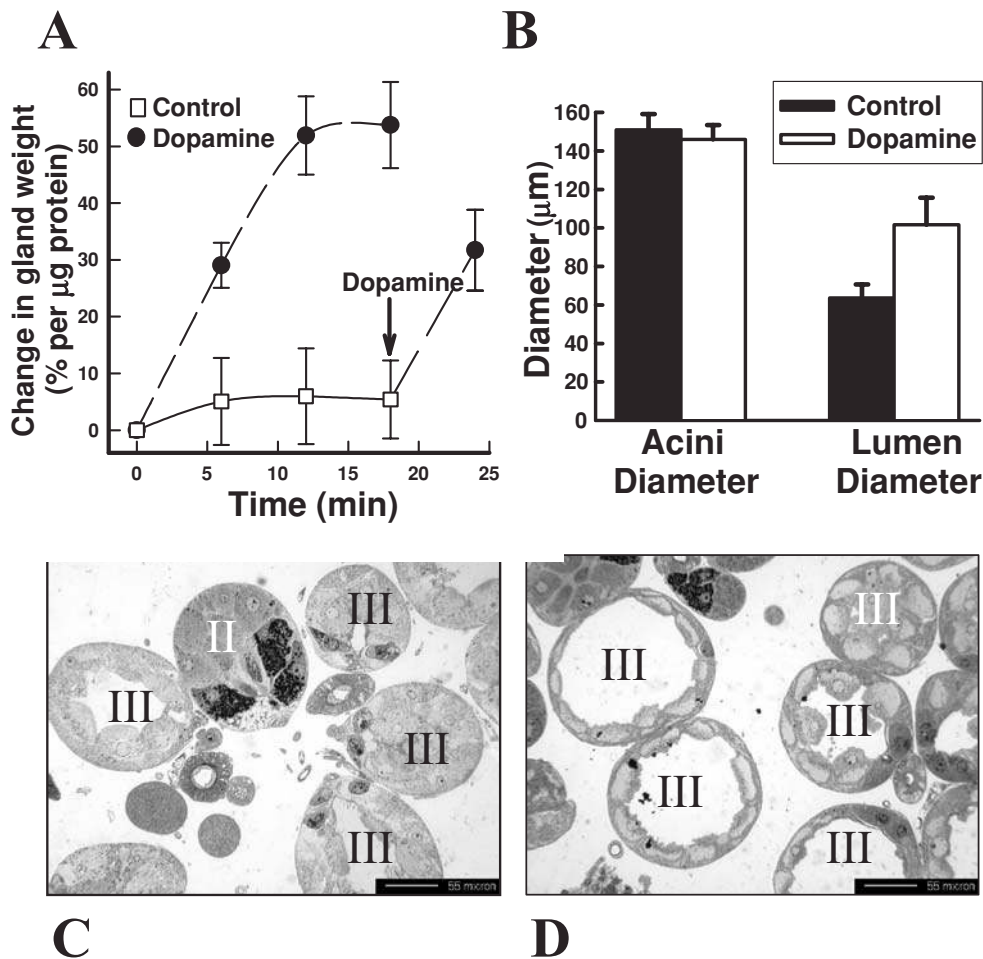 A
Change in gland weight
(% per μg protein)
60
50
40
30
20
10
0
Control
Dopamine
Dopamine
0
5
10
15
20
25
Time (min)
B
Diameter (μm)
160
140
120
100
80
60
40
20
0
Control
Dopamine
Acini
Diameter
Lumen
Diameter
II
III
III
III
III
55 micron
C
III
III
III
III
III
55 micron
D